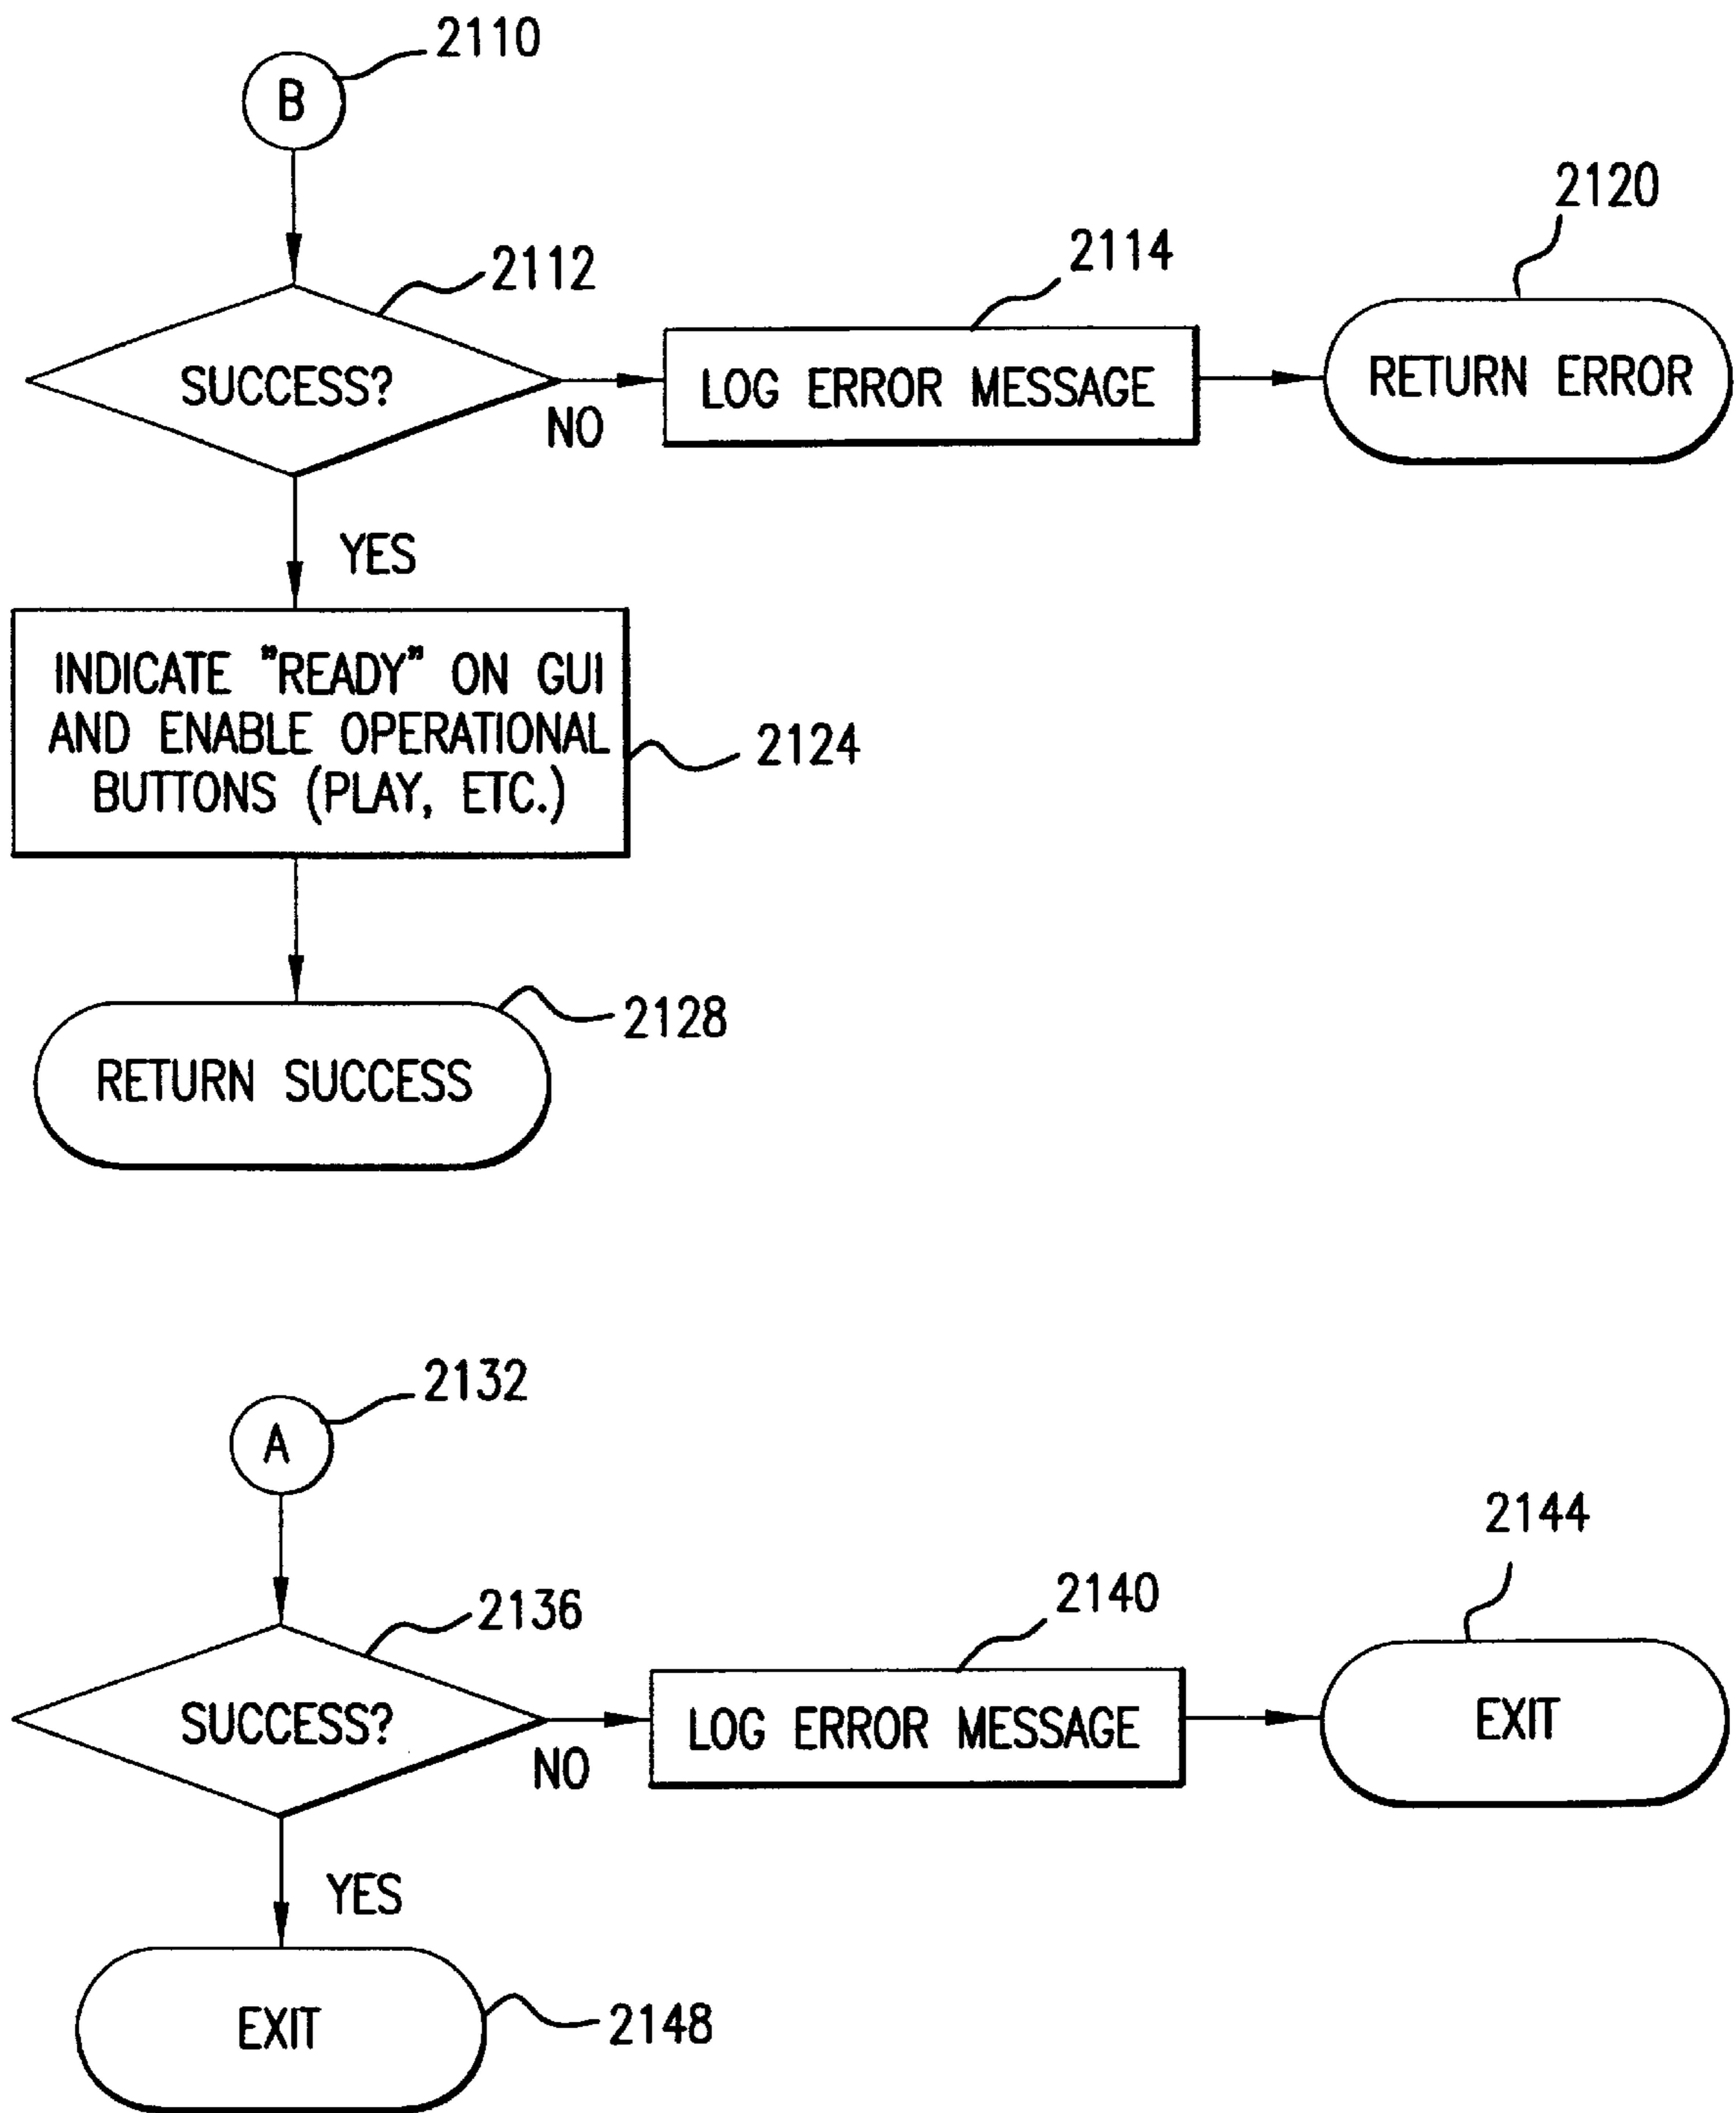 2110
B
2112
SUCCESS?
NO
2114
LOG ERROR MESSAGE
2120
RETURN ERROR
YES
INDICATE "READY" ON GUI
AND ENABLE OPERATIONAL
BUTTONS (PLAY, ETC.)
2124
2128
RETURN SUCCESS
2132
A
2136
SUCCESS?
NO
2140
LOG ERROR MESSAGE
2144
EXIT
YES
EXIT
2148